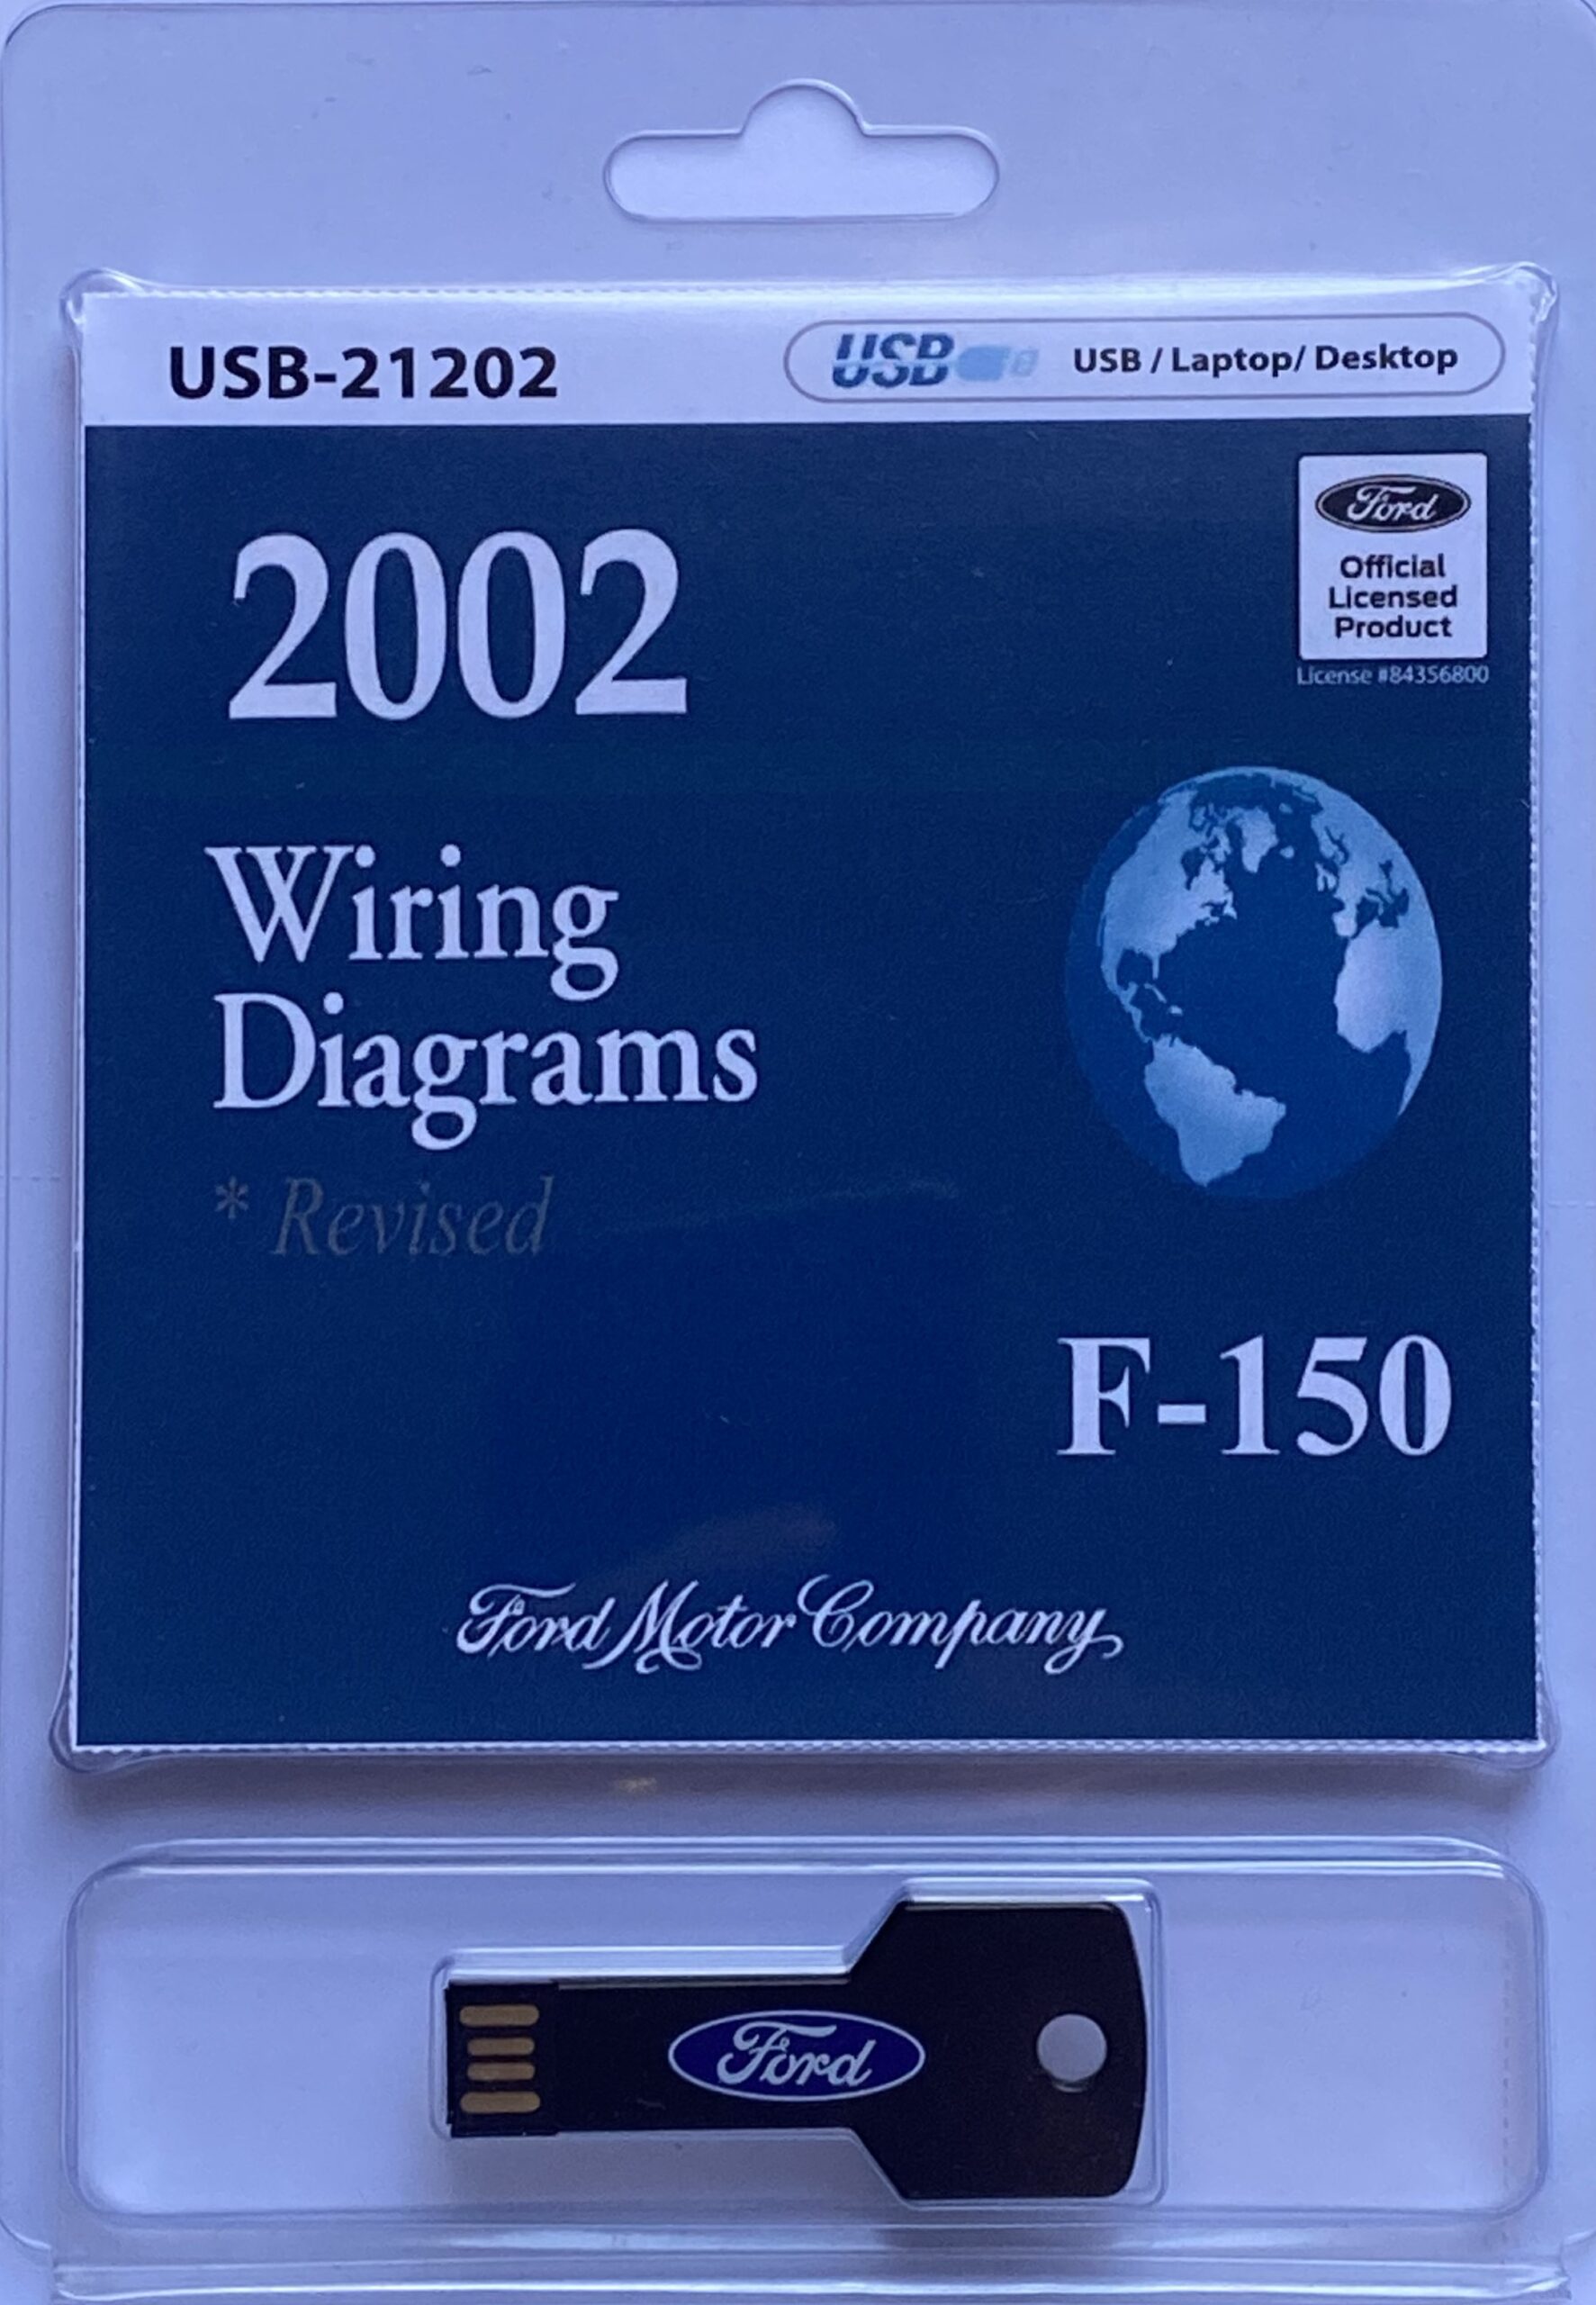 USB-21202
USB
USB / Laptop/ Desktop
Ford
Official
Licensed
Product
License #84356800
2002
Wiring
Diagrams
* Revised
F-150
Ford Motor Company
Ford